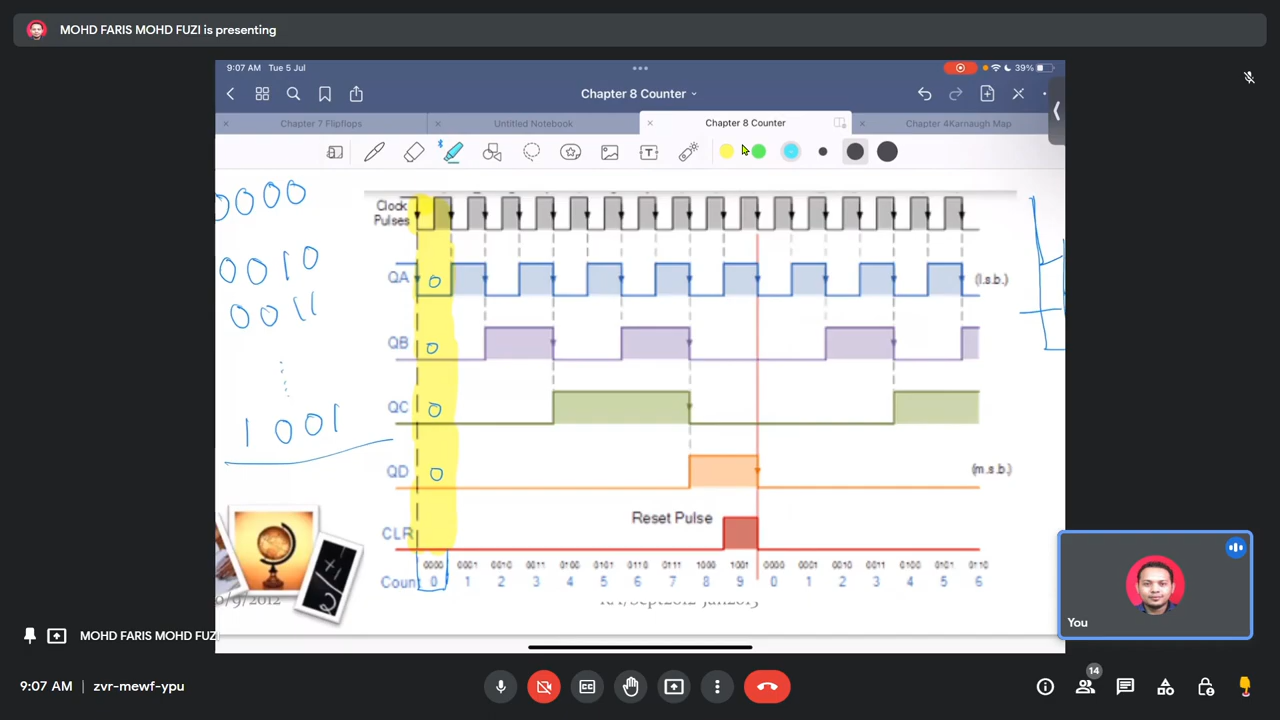 MOHD FARIS MOHD FUZI is presenting
9:07 AM Tue 5 Jul
39%
Chapter 8 Counter
Chapter 7 Flipflops
Untitled Notebook
Chapter 8 Counter
Chapter 4Karnaugh Map
0000
0010
0011
1001
Clock
Pulses
QA 0 (l.s.b.)
QB 0
QC 0
QD 0 (m.s.b.)
Reset Pulse
CLR
0000 0001 0010 0011 0100 0101 0110 0111 1000 1001 0000 0001 0010 0011 0100 0101 0110
Count 0 1 2 3 4 5 6 7 8 9 0 1 2 3 4 5 6
0/9/2012
You
MOHD FARIS MOHD FUZI
9:07 AM zvr-mewf-ypu
14